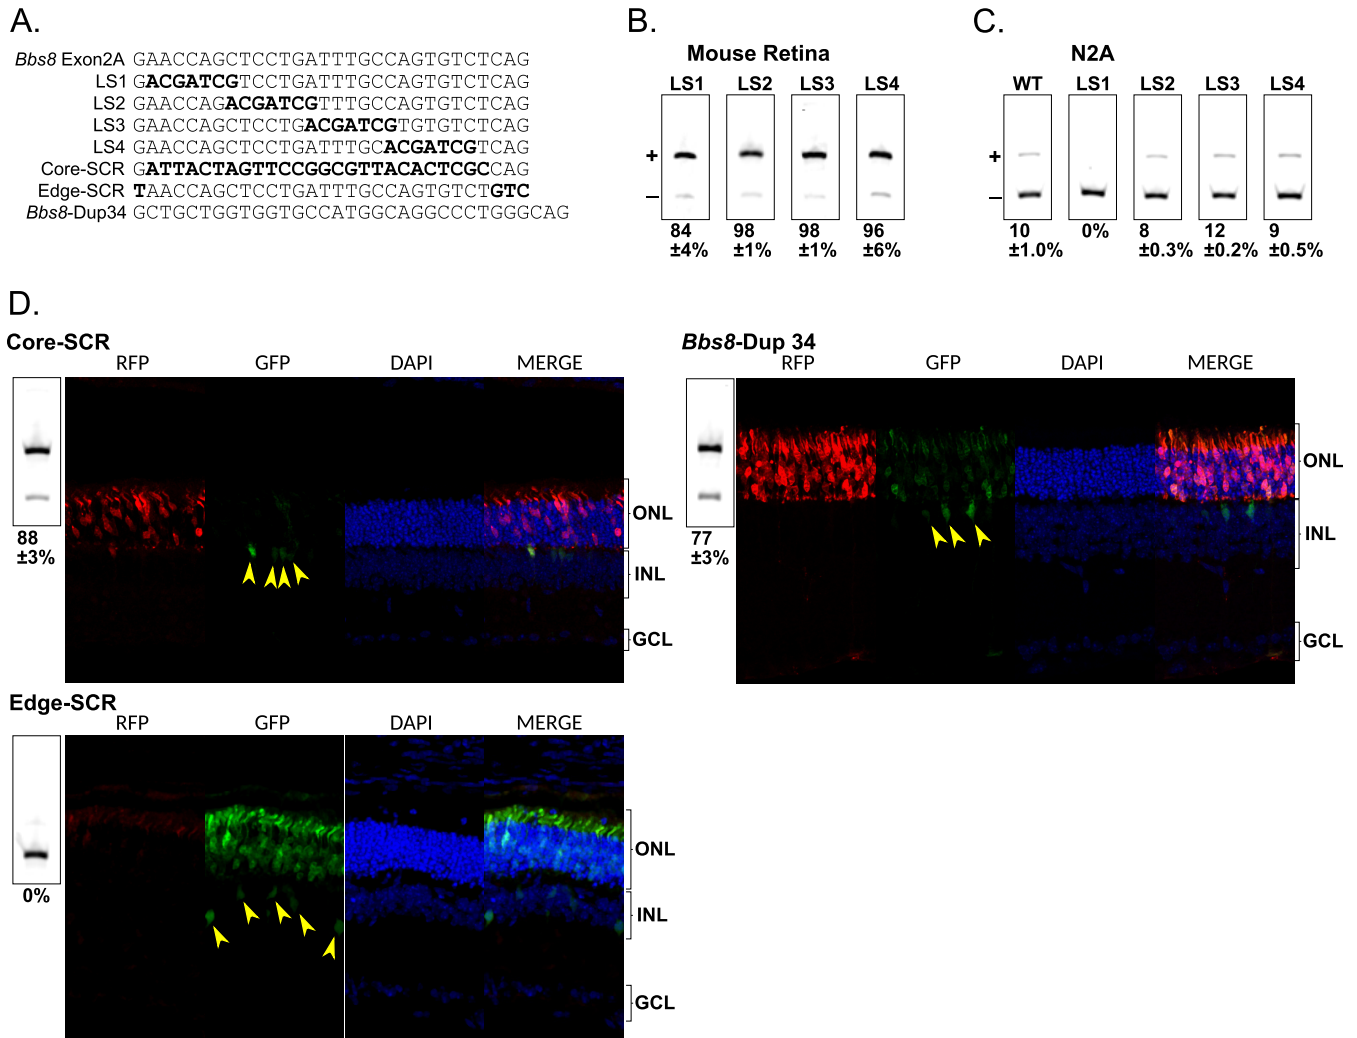 A.
Bbs8 Exon2A GAACCAGCTCCTGATTTGCCAGTGTCTCAG
LS1 GACGATCGTCCTGATTTGCCAGTGTCTCAG
LS2 GAACCAGACGATCGTTTGCCAGTGTCTCAG
LS3 GAACCAGCTCCTGACGATCGTGTGTCTCAG
LS4 GAACCAGCTCCTGATTTGCACGATCGTCAG
Core-SCR GATTACTAGTTCCGGCGTTACACTCGCCAG
Edge-SCR TAACCAGCTCCTGATTTGCCAGTGTCTGTC
Bbs8-Dup34 GCTGCTGGTGGTGCCATGGCAGGCCCTGGGCAG
B.
Mouse Retina
LS1 LS2 LS3 LS4
+
–
84 98 98 96
±4% ±1% ±1% ±6%
C.
N2A
WT LS1 LS2 LS3 LS4
+
–
10 0% 8 12 9
±1.0% ±0.3% ±0.2% ±0.5%
D.
Core-SCR
RFP GFP DAPI MERGE
88
±3%
ONL
INL
GCL
Bbs8-Dup 34
RFP GFP DAPI MERGE
77
±3%
ONL
INL
GCL
Edge-SCR
RFP GFP DAPI MERGE
0%
ONL
INL
GCL